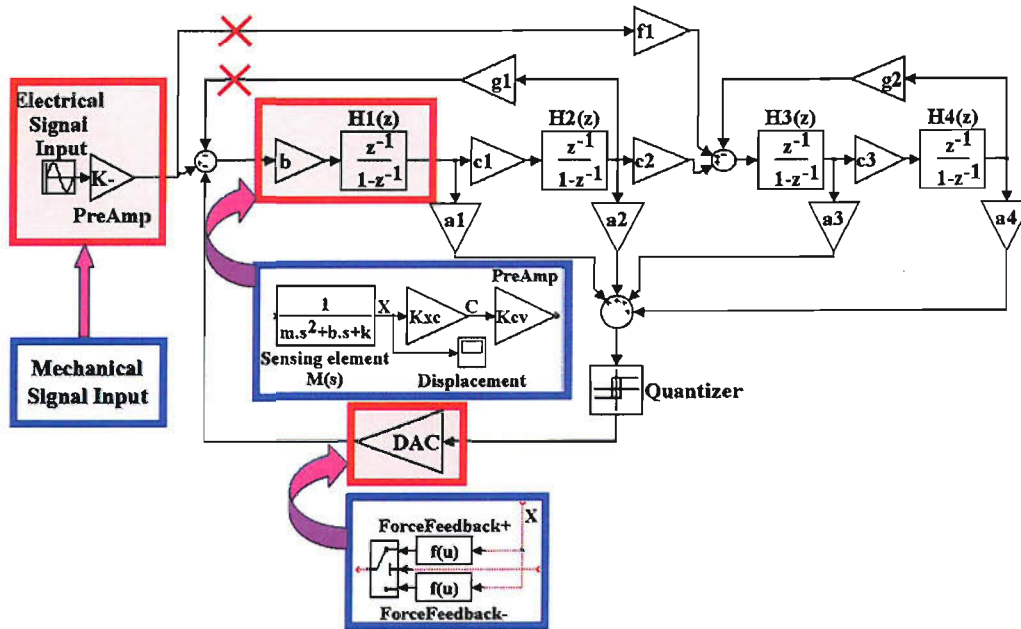 f1
g1
g2
Electrical
Signal
Input
K-
PreAmp
b
H1(z)
z-1
1-z-1
c1
H2(z)
z-1
1-z-1
c2
H3(z)
z-1
1-z-1
c3
H4(z)
z-1
1-z-1
a1
a2
a3
a4
Mechanical
Signal Input
1
m.s2+b.s+k
Sensing element
M(s)
X
Kxc
C
PreAmp
Kcv
Displacement
Quantizer
DAC
X
ForceFeedback+
f(u)
f(u)
ForceFeedback-